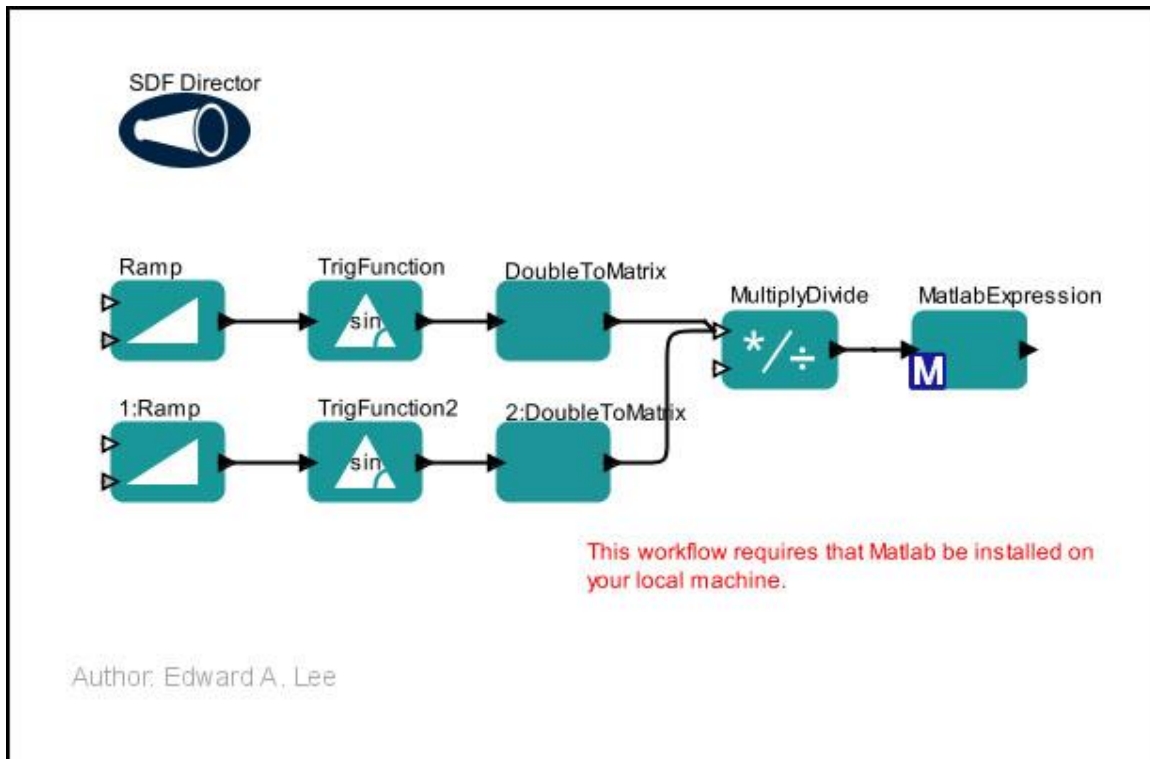 SDF Director
Ramp
TrigFunction
DoubleToMatrix
MultiplyDivide
MatlabExpression
sin
*/÷
M
1:Ramp
TrigFunction2
2:DoubleToMatrix
sin
This workflow requires that Matlab be installed on
your local machine.
Author: Edward A. Lee